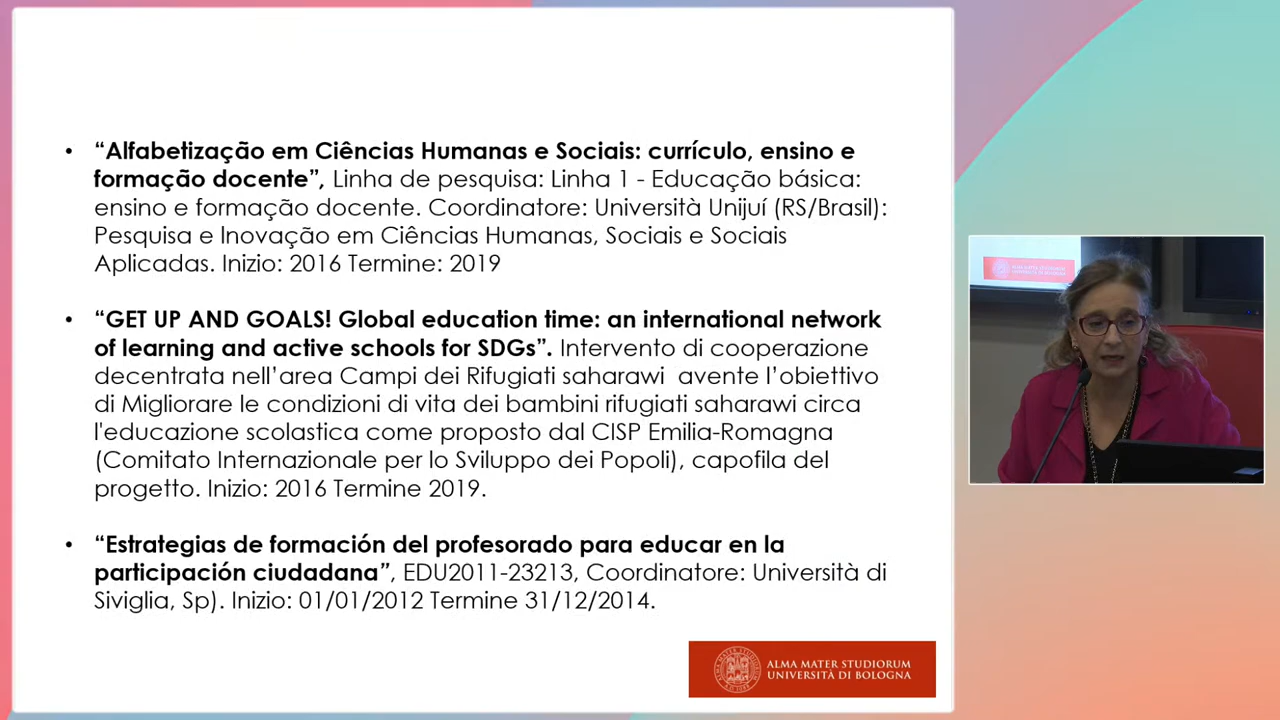 • “Alfabetização em Ciências Humanas e Sociais: currículo, ensino e
formação docente”, Linha de pesquisa: Linha 1 - Educação básica:
ensino e formação docente. Coordinatore: Università Unijuí (RS/Brasil):
Pesquisa e Inovação em Ciências Humanas, Sociais e Sociais
Aplicadas. Inizio: 2016 Termine: 2019
• “GET UP AND GOALS! Global education time: an international network
of learning and active schools for SDGs”. Intervento di cooperazione
decentrata nell’area Campi dei Rifugiati saharawi avente l’obiettivo
di Migliorare le condizioni di vita dei bambini rifugiati saharawi circa
l'educazione scolastica come proposto dal CISP Emilia-Romagna
(Comitato Internazionale per lo Sviluppo dei Popoli), capofila del
progetto. Inizio: 2016 Termine 2019.
• “Estrategias de formación del profesorado para educar en la
participación ciudadana”, EDU2011-23213, Coordinatore: Università di
Siviglia, Sp). Inizio: 01/01/2012 Termine 31/12/2014.
ALMA MATER STUDIORUM
UNIVERSITÀ DI BOLOGNA
ALMA MATER STUDIORUM
UNIVERSITÀ DI BOLOGNA